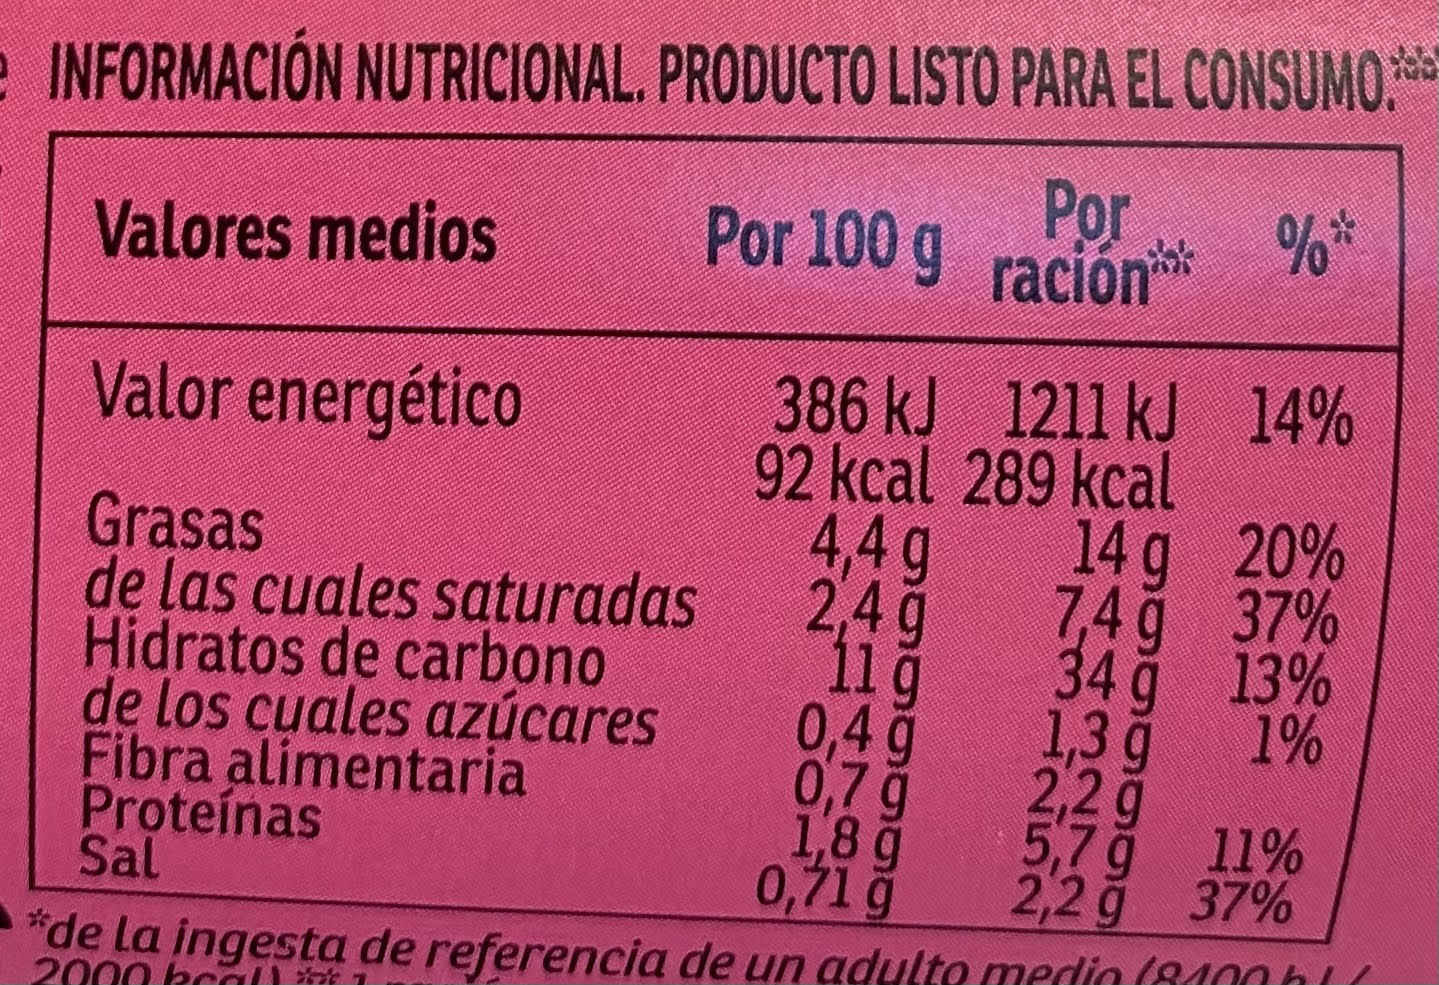 INFORMACIÓN NUTRICIONAL. PRODUCTO LISTO PARA EL CONSUMO.***
Valores medios Por 100 g Por ración** %*
Valor energético 386 kJ 1211 kJ 14%
92 kcal 289 kcal
Grasas 4,4 g 14 g 20%
de las cuales saturadas 2,4 g 7,4 g 37%
Hidratos de carbono 11 g 34 g 13%
de los cuales azúcares 0,4 g 1,3 g 1%
Fibra alimentaria 0,7 g 2,2 g
Proteínas 1,8 g 5,7 g 11%
Sal 0,71 g 2,2 g 37%
*de la ingesta de referencia de un adulto medio (8400 kJ/
2000 kcal) **